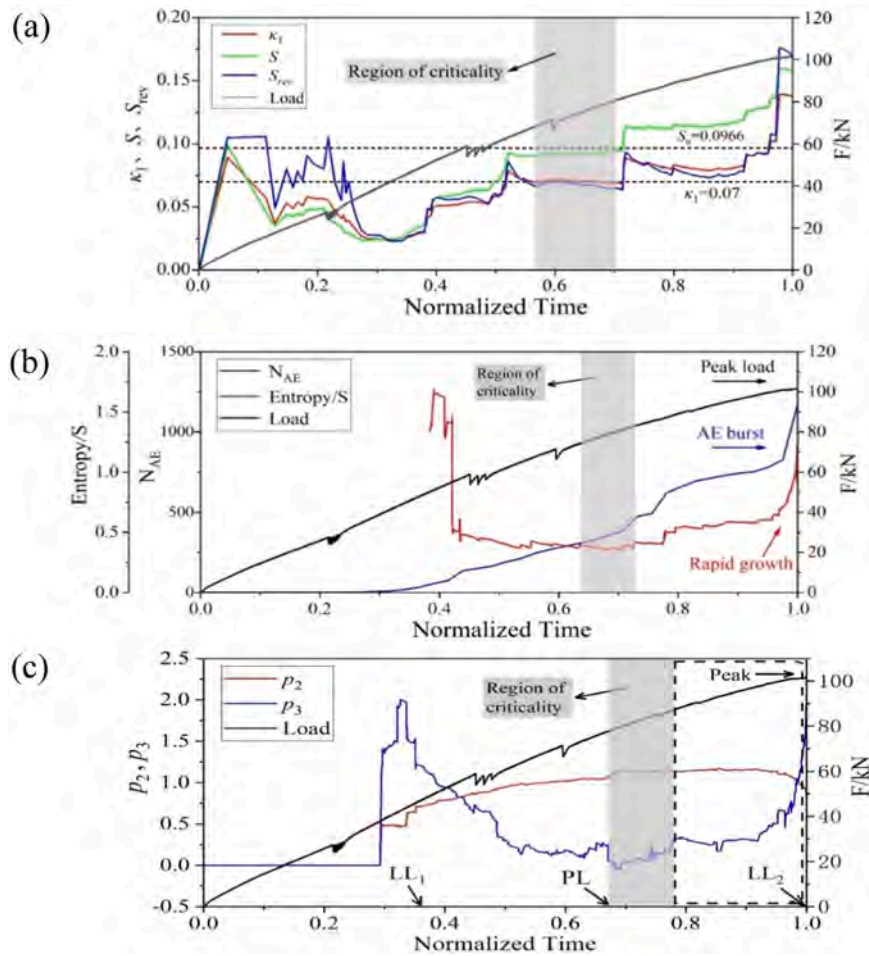 (a)
0.20
0.15
0.10
0.05
0.00
κ₁、 S、 S_rev
κ₁
S
S_rev
Load
Region of criticality
S_u=0.0966
κ₁=0.07
120
100
80
60
40
20
0
F/kN
0.0 0.2 0.4 0.6 0.8 1.0
Normalized Time
(b)
2.0
1.5
1.0
0.5
0.0
Entropy/S
1500
1250
1000
500
0
N_AE
N_AE
Entropy/S
Load
Region of
criticality
Peak load
AE burst
Rapid growth
120
100
80
60
40
20
0
F/kN
0.0 0.2 0.4 0.6 0.8 1.0
Normalized Time
(c)
2.5
2.0
1.5
1.0
0.5
0.0
-0.5
p₂, p₃
p₂
p₃
Load
Region of
criticality
Peak
LL₁
PL
LL₂
100
80
60
40
20
0
F/kN
0.0 0.2 0.4 0.6 0.8 1.0
Normalized Time